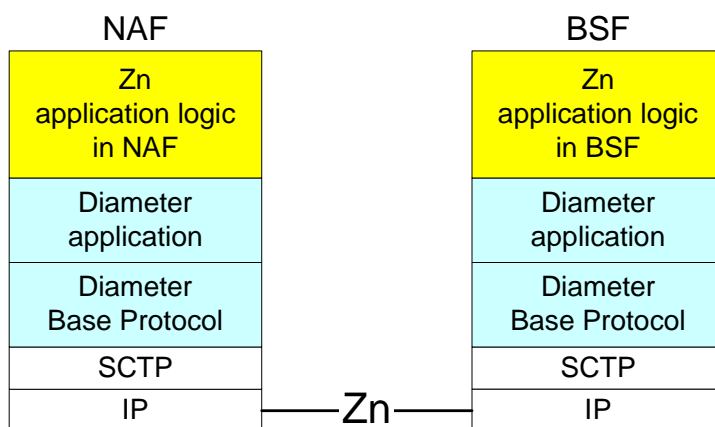 NAF
Zn
application logic
in NAF
Diameter
application
Diameter
Base Protocol
SCTP
IP
Zn
BSF
Zn
application logic
in BSF
Diameter
application
Diameter
Base Protocol
SCTP
IP